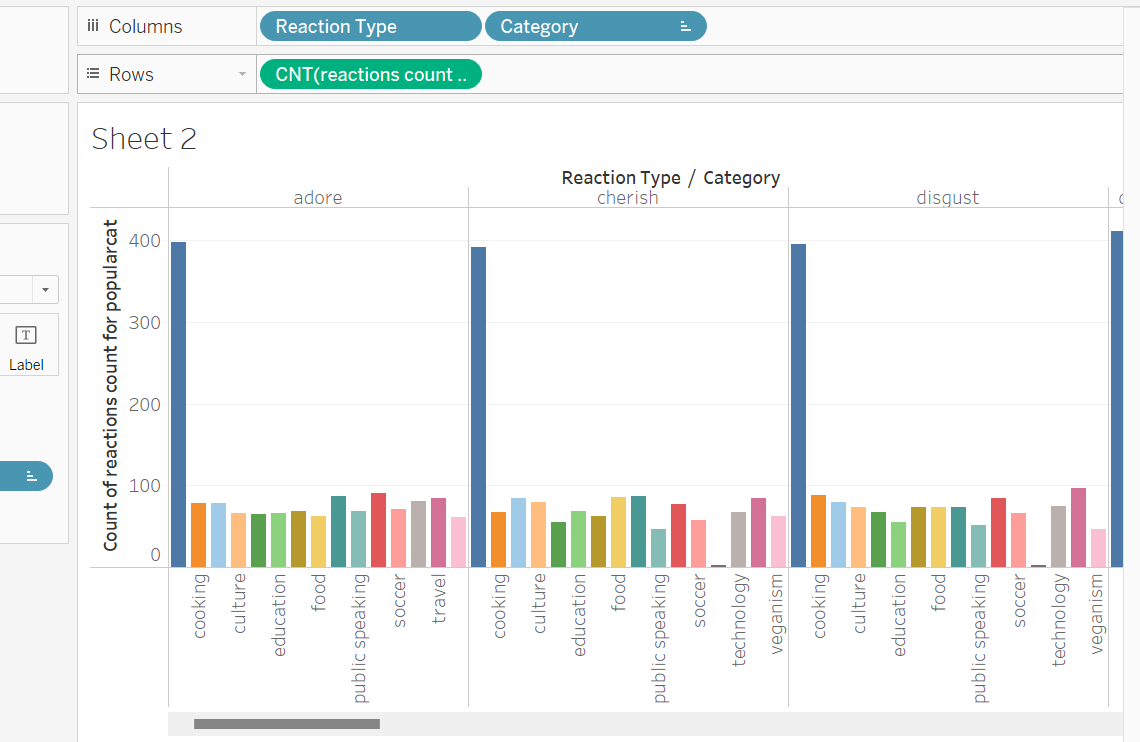 Columns
Reaction Type
Category
Rows
CNT(reactions count ..
Sheet 2
Reaction Type / Category
adore
cherish
disgust
Count of reactions count for popularcat
400
300
200
100
0
T
Label
cooking
culture
education
food
public speaking
soccer
travel
cooking
culture
education
food
public speaking
soccer
technology
veganism
cooking
culture
education
food
public speaking
soccer
technology
veganism